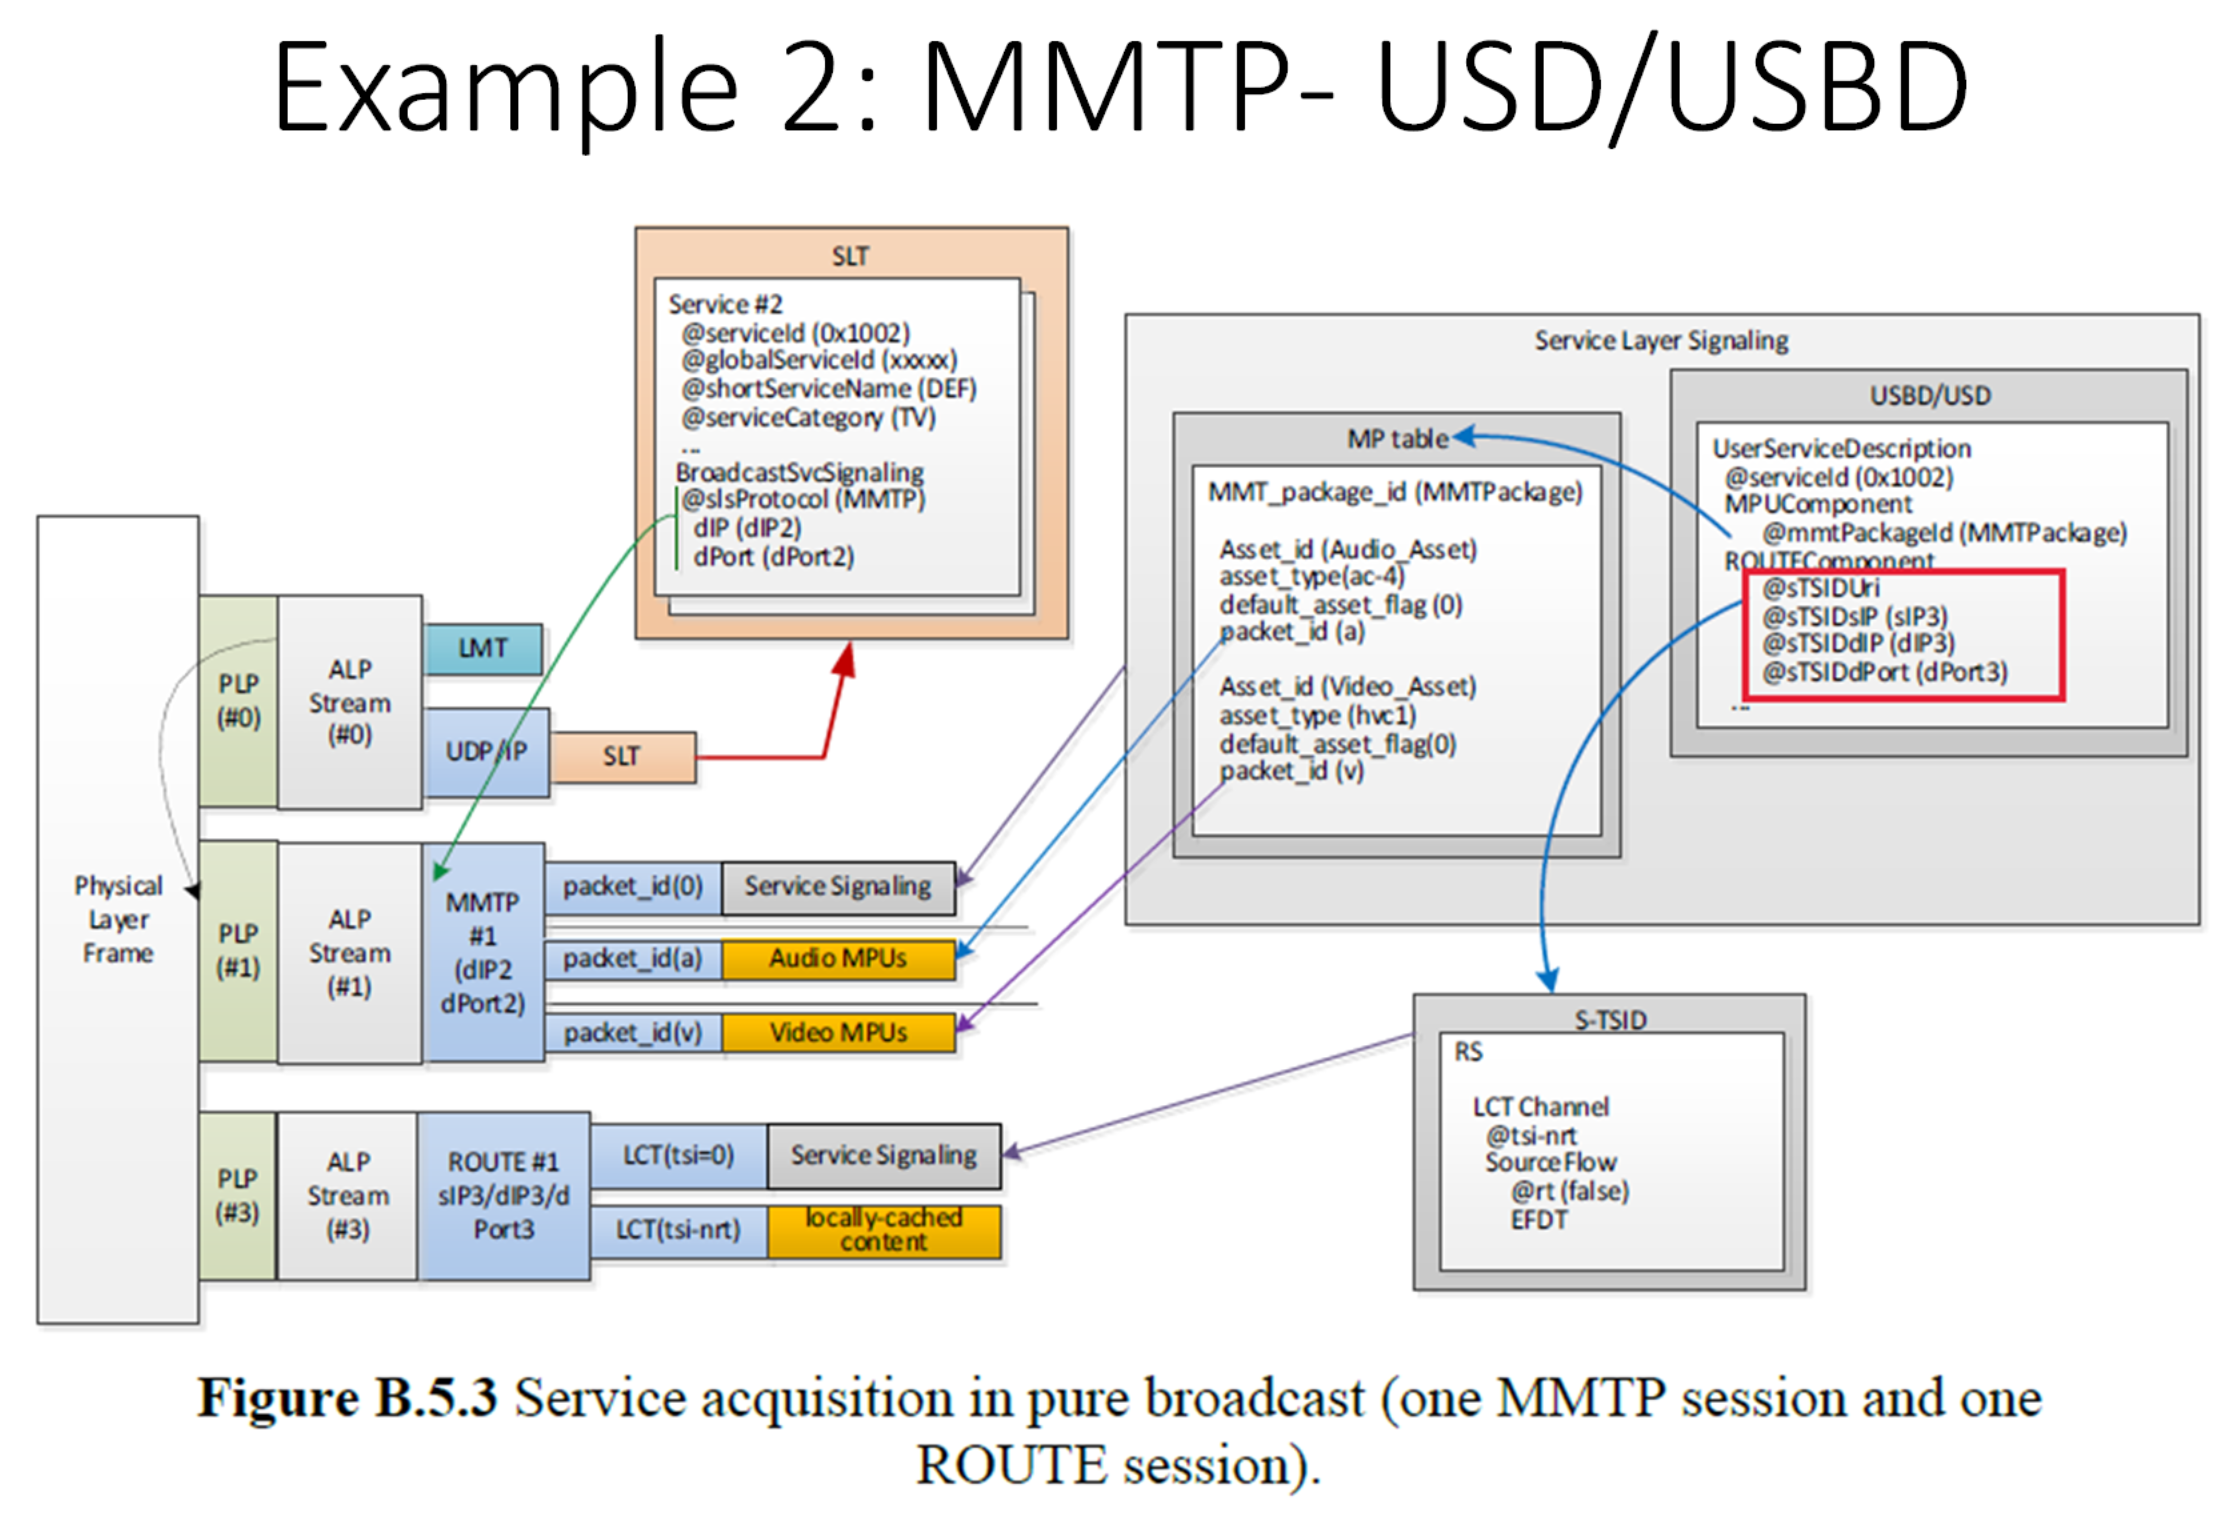 Example 2: MMTP- USD/USBD
SLT
Service #2
@serviceId (0x1002)
@globalServiceId (xxxxx)
@shortServiceName (DEF)
@serviceCategory (TV)
...
BroadcastSvcSignaling
@slsProtocol (MMTP)
dIP (dIP2)
dPort (dPort2)
Service Layer Signaling
USBD/USD
UserServiceDescription
@serviceId (0x1002)
MPUComponent
@mmtPackageId (MMTPackage)
ROUTEComponent
@sTSIDUri
@sTSIDsIP (sIP3)
@sTSIDdIP (dIP3)
@sTSIDdPort (dPort3)
...
MP table
MMT_package_id (MMTPackage)
Asset_id (Audio_Asset)
asset_type(ac-4)
default_asset_flag (0)
packet_id (a)
Asset_id (Video_Asset)
asset_type (hvc1)
default_asset_flag(0)
packet_id (v)
Physical
Layer
Frame
PLP
(#0)
ALP
Stream
(#0)
LMT
UDP/IP
SLT
PLP
(#1)
ALP
Stream
(#1)
MMTP
#1
(dIP2
dPort2)
packet_id(0)
Service Signaling
packet_id(a)
Audio MPUs
packet_id(v)
Video MPUs
PLP
(#3)
ALP
Stream
(#3)
ROUTE #1
sIP3/dIP3/d
Port3
LCT(tsi=0)
Service Signaling
LCT(tsi-nrt)
locally-cached
content
S-TSID
RS
LCT Channel
@tsi-nrt
SourceFlow
@rt (false)
EFDT
Figure B.5.3 Service acquisition in pure broadcast (one MMTP session and one
ROUTE session).